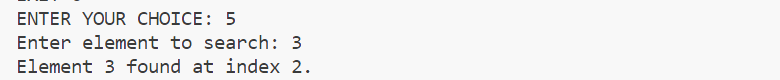 ENTER YOUR CHOICE: 5
Enter element to search: 3
Element 3 found at index 2.